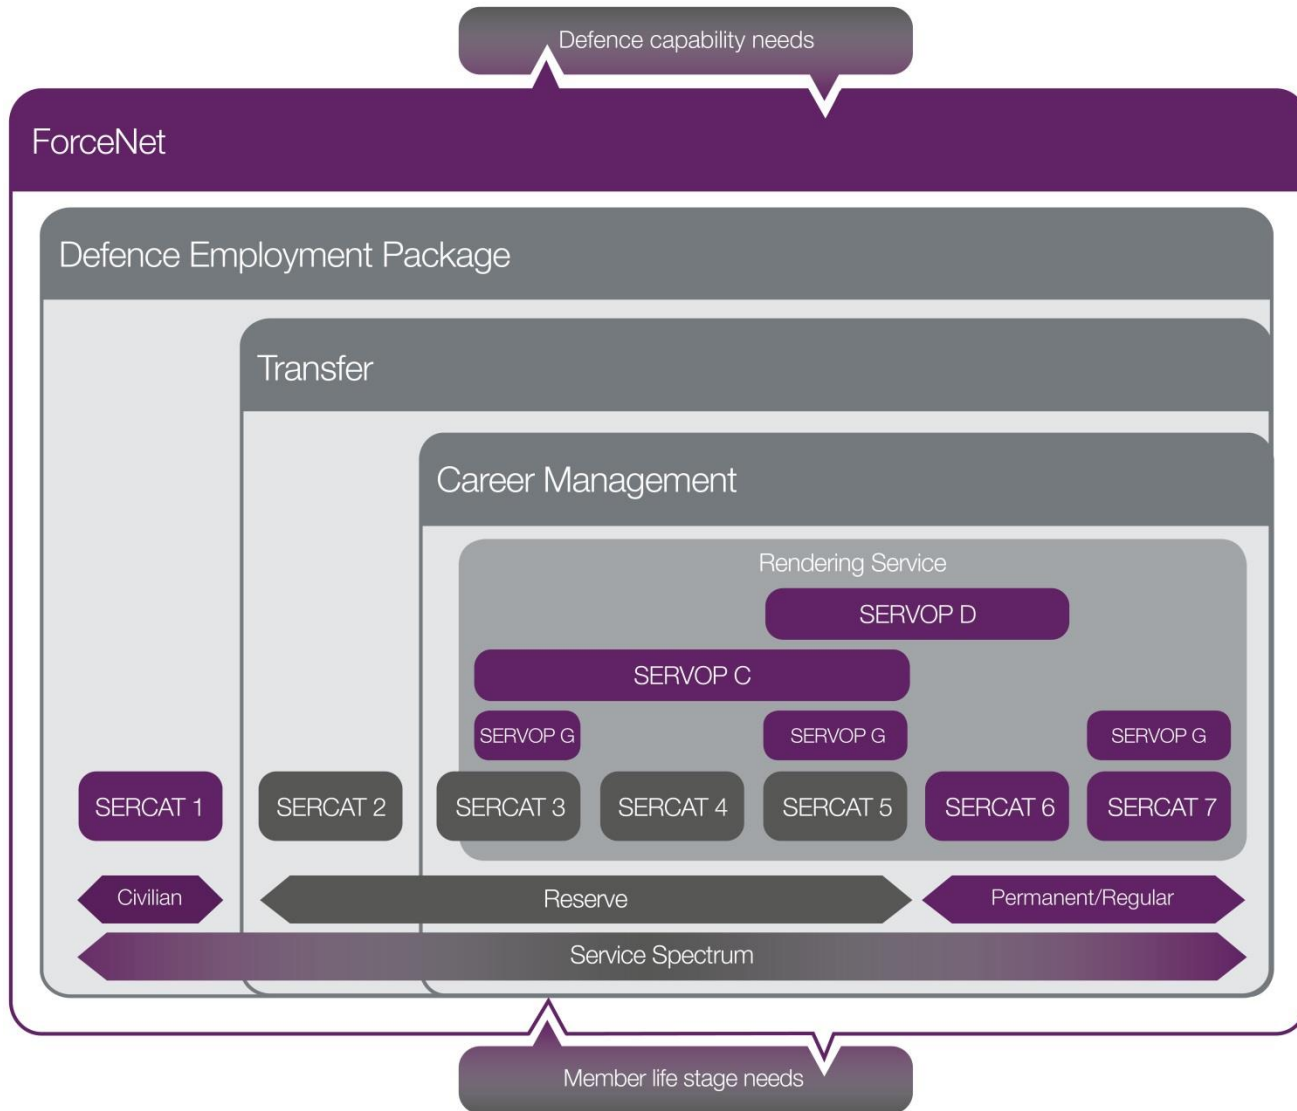 Defence capability needs
ForceNet
Defence Employment Package
Transfer
Career Management
Rendering Service
SERVOP D
SERVOP C
SERVOP G
SERVOP G
SERVOP G
SERCAT 1
SERCAT 2
SERCAT 3
SERCAT 4
SERCAT 5
SERCAT 6
SERCAT 7
Civilian
Reserve
Permanent/Regular
Service Spectrum
Member life stage needs